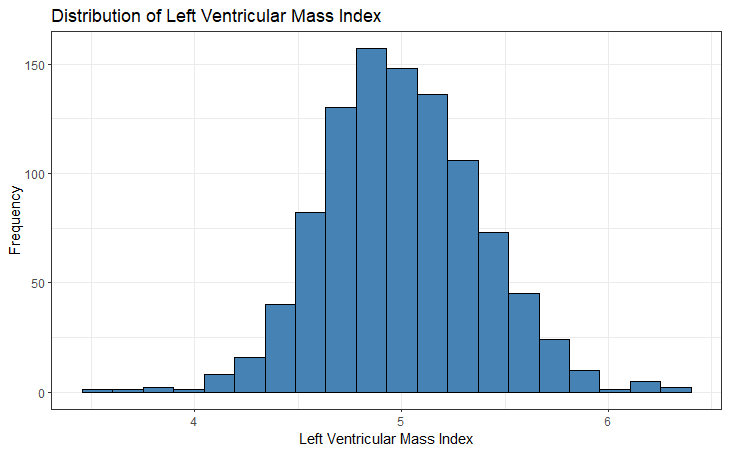 Distribution of Left Ventricular Mass Index
150
100
50
0
Frequency
4 5 6
Left Ventricular Mass Index